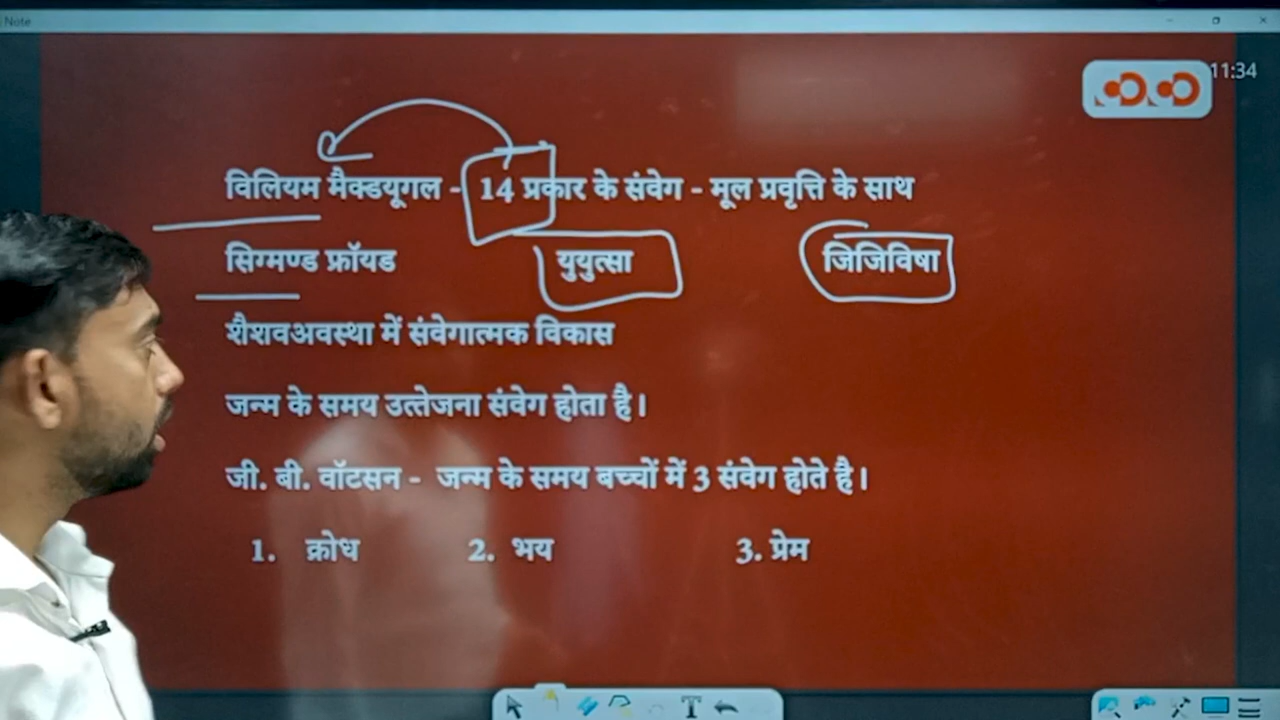 Note
11:34
विलियम मैक्डयूगल - 14 प्रकार के संवेग - मूल प्रवृत्ति के साथ
सिग्मण्ड फ्रॉयड युयुत्सा जिजिविषा
शैशवअवस्था में संवेगात्मक विकास
जन्म के समय उत्तेजना संवेग होता है।
जी. बी. वॉटसन - जन्म के समय बच्चों में 3 संवेग होते है।
1. क्रोध 2. भय 3. प्रेम